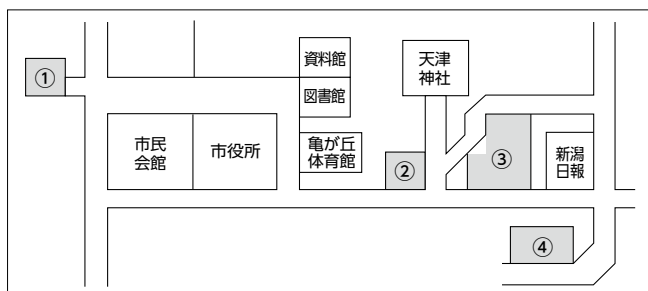 ①
資料館
図書館
天津
神社
市民
会館
市役所
亀が丘
体育館
②
③
新潟
日報
④